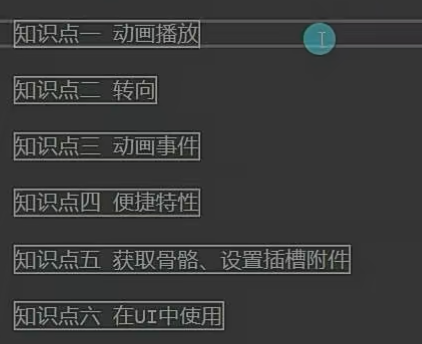 知识点一 动画播放
知识点二 转向
知识点三 动画事件
知识点四 便捷特性
知识点五 获取骨骼、设置插槽附件
知识点六 在UI中使用